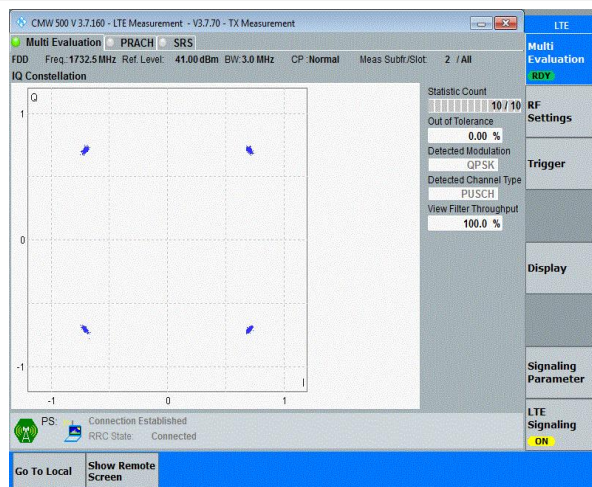 CMW 500 V 3.7.160 - LTE Measurement - V3.7.70 - TX Measurement
LTE
Multi Evaluation PRACH SRS
FDD Freq.:1732.5 MHz Ref. Level: 41.00 dBm BW:3.0 MHz CP :Normal Meas Subfr./Slot: 2 / All
IQ Constellation
Q
1
0
-1
-1 0 1
I
Statistic Count
10 / 10
Out of Tolerance
0.00 %
Detected Modulation
QPSK
Detected Channel Type
PUSCH
View Filter Throughput
100.0 %
Multi
Evaluation
RDY
RF
Settings
Trigger
Display
Signaling
Parameter
LTE
Signaling
ON
PS: Connection Established
RRC State: Connected
Go To Local
Show Remote
Screen